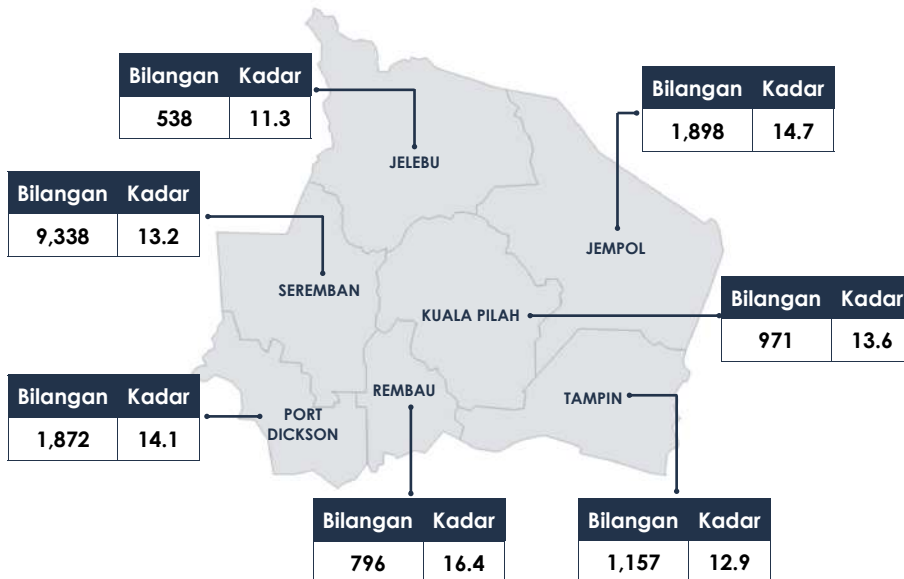 Bilangan Kadar
538 11.3
JELEBU
Bilangan Kadar
1,898 14.7
JEMPOL
Bilangan Kadar
9,338 13.2
SEREMBAN
KUALA PILAH
Bilangan Kadar
971 13.6
Bilangan Kadar
1,872 14.1
PORT
DICKSON
REMBAU
TAMPIN
Bilangan Kadar
796 16.4
Bilangan Kadar
1,157 12.9